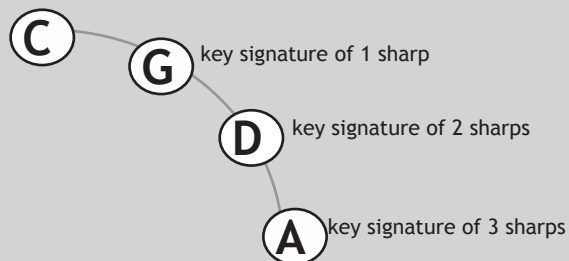 C
G key signature of 1 sharp
D key signature of 2 sharps
A key signature of 3 sharps